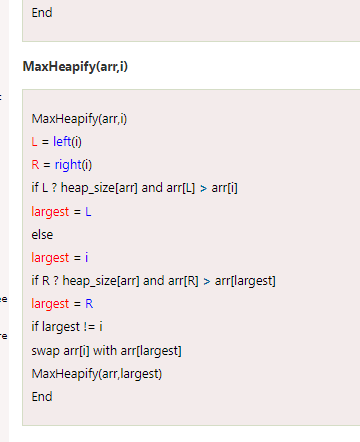 End
MaxHeapify(arr,i)
MaxHeapify(arr,i)
L = left(i)
R = right(i)
if L ? heap_size[arr] and arr[L] > arr[i]
largest = L
else
largest = i
if R ? heap_size[arr] and arr[R] > arr[largest]
largest = R
if largest != i
swap arr[i] with arr[largest]
MaxHeapify(arr,largest)
End